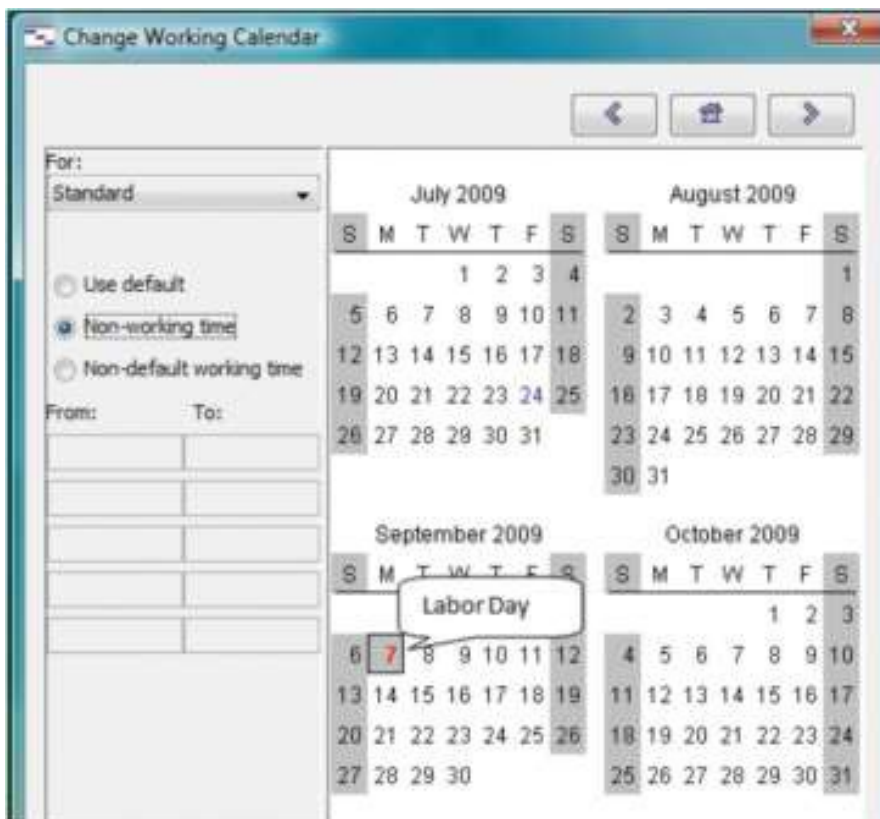 Change Working Calendar
For:
Standard
Use default
Non-working time
Non-default working time
From: To:
July 2009
S M T W T F S
1 2 3 4
5 6 7 8 9 10 11
12 13 14 15 16 17 18
19 20 21 22 23 24 25
26 27 28 29 30 31
August 2009
S M T W T F S
1
2 3 4 5 6 7 8
9 10 11 12 13 14 15
16 17 18 19 20 21 22
23 24 25 26 27 28 29
30 31
September 2009
S M T W T F S
Labor Day
6 7 8 9 10 11 12
13 14 15 16 17 18 19
20 21 22 23 24 25 26
27 28 29 30
October 2009
S M T W T F S
1 2 3
4 5 6 7 8 9 10
11 12 13 14 15 16 17
18 19 20 21 22 23 24
25 26 27 28 29 30 31